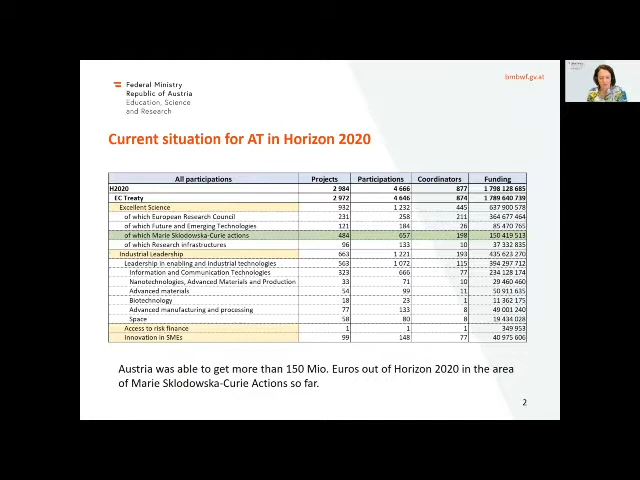 bmbwf.gv.at
Federal Ministry
Republic of Austria
Education, Science
and Research
Current situation for AT in Horizon 2020
All participations Projects Participations Coordinators Funding
H2020 2 984 4 666 877 1 798 128 685
EC Treaty 2 972 4 646 874 1 789 640 739
Excellent Science 932 1 232 445 637 900 578
of which European Research Council 231 258 211 364 677 464
of which Future and Emerging Technologies 121 184 26 85 470 765
of which Marie Sklodowska-Curie actions 484 657 198 150 419 513
of which Research infrastructures 96 133 10 37 332 835
Industrial Leadership 663 1 221 193 435 623 270
Leadership in enabling and industrial technologies 563 1 072 115 394 297 712
Information and Communication Technologies 323 666 77 234 128 174
Nanotechnologies, Advanced Materials and Production 33 71 10 29 460 460
Advanced materials 54 99 11 50 911 635
Biotechnology 18 23 1 11 362 175
Advanced manufacturing and processing 77 133 8 49 001 240
Space 58 80 8 19 434 028
Access to risk finance 1 1 1 349 953
Innovation in SMEs 99 148 77 40 975 606
Austria was able to get more than 150 Mio. Euros out of Horizon 2020 in the area
of Marie Sklodowska-Curie Actions so far.
2